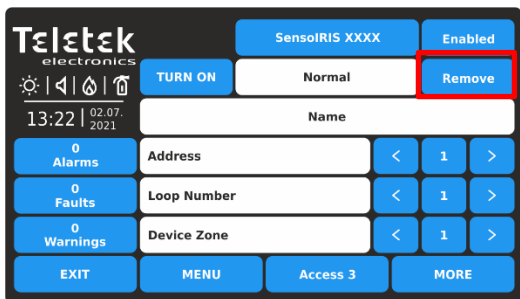 Teletek
electronics
SensoIRIS XXXX
Enabled
TURN ON
Normal
Remove
13:22 02.07.
2021
Name
0
Alarms
Address
< 1 >
0
Faults
Loop Number
< 1 >
0
Warnings
Device Zone
< 1 >
EXIT
MENU
Access 3
MORE